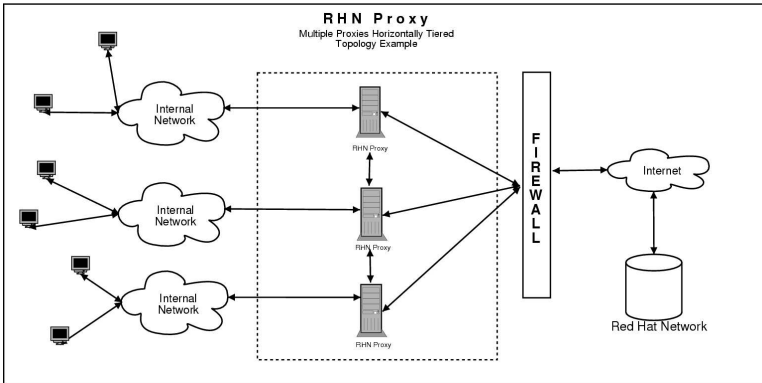 RHN Proxy
Multiple Proxies Horizontally Tiered
Topology Example
Internal
Network
RHN Proxy
Internal
Network
RHN Proxy
Internal
Network
RHN Proxy
FIREWALL
Internet
Red Hat Network